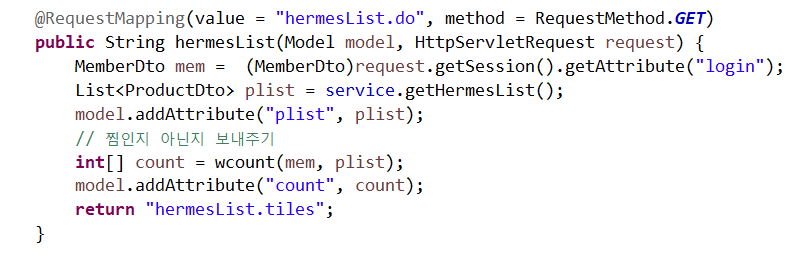 @RequestMapping(value = "hermesList.do", method = RequestMethod.GET)
public String hermesList(Model model, HttpServletRequest request) {
MemberDto mem =  (MemberDto)request.getSession().getAttribute("login");
List<ProductDto> plist = service.getHermesList();
model.addAttribute("plist", plist);
// 찜인지 아닌지 보내주기
int[] count = wcount(mem, plist);
model.addAttribute("count", count);
return "hermesList.tiles";
}